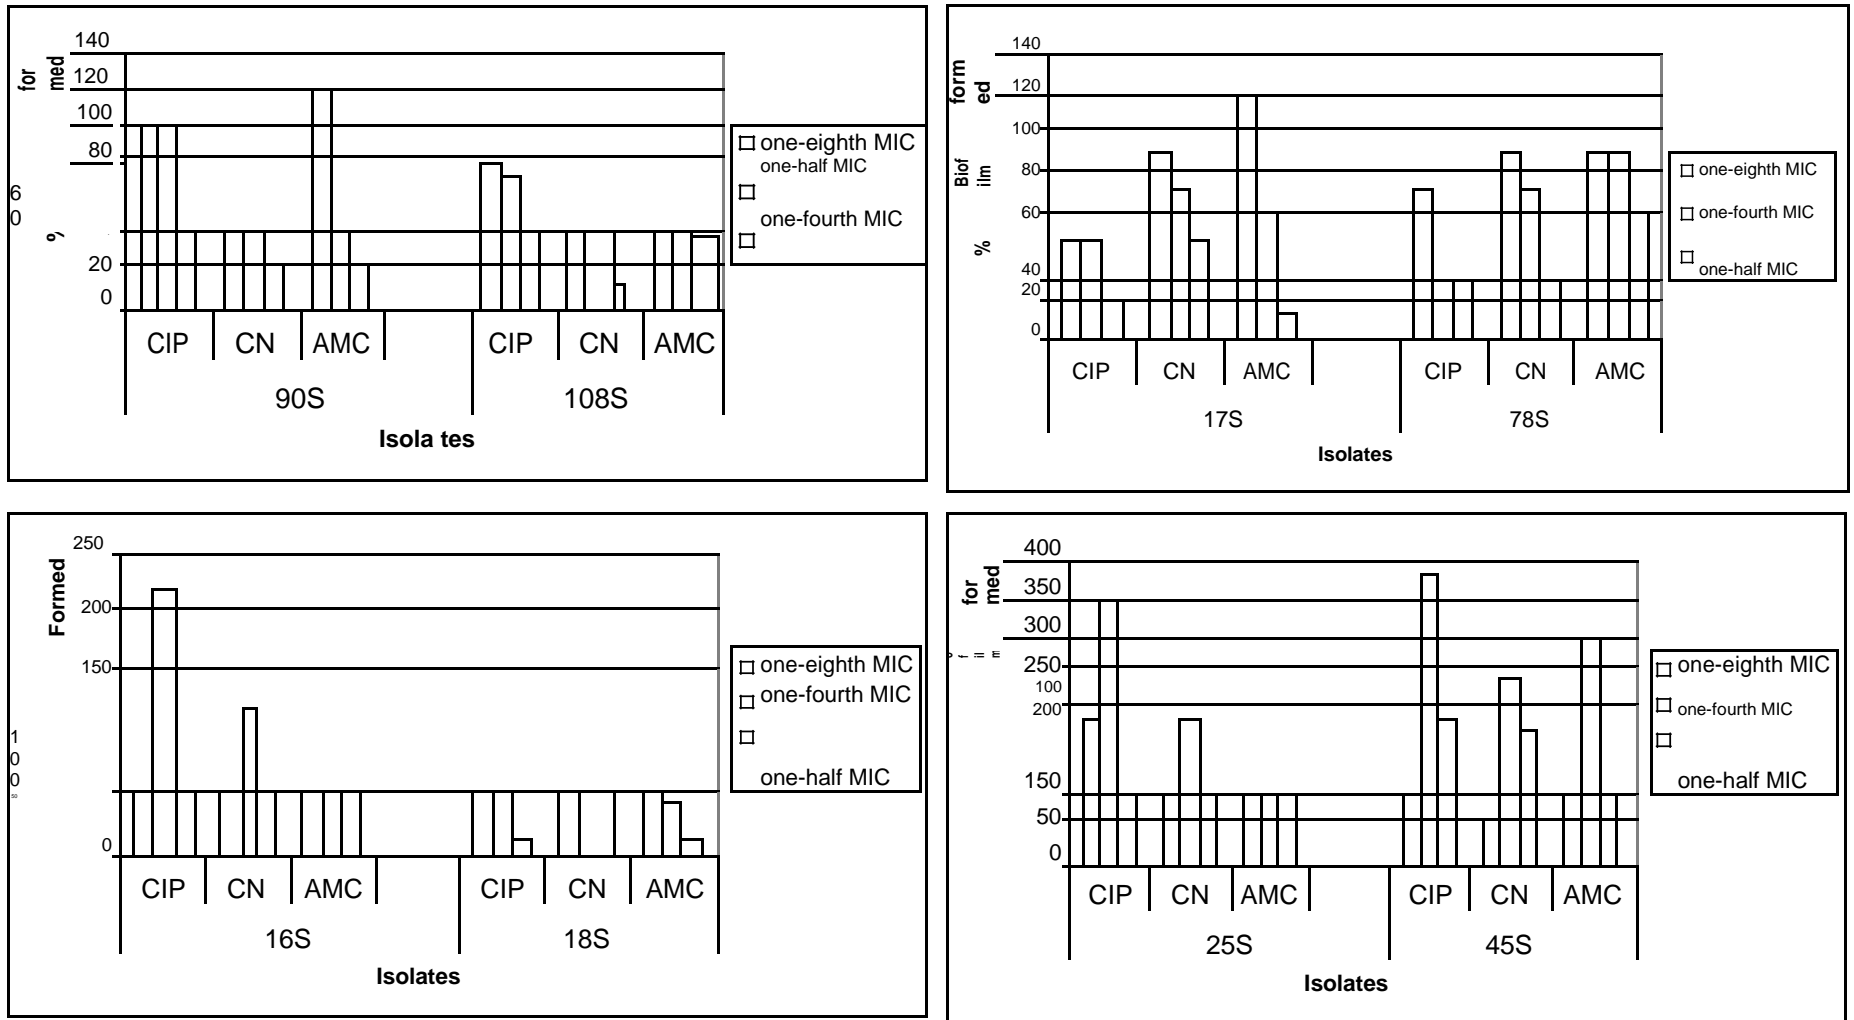 for
med
140
120
100
80
6
0
%
20
0
one-eighth MIC
one-half MIC
one-fourth MIC
CIP CN AMC CIP CN AMC
90S 108S
Isola tes
form
ed
Biof
ilm
%
140
120
100
80
60
40
20
0
one-eighth MIC
one-fourth MIC
one-half MIC
CIP CN AMC CIP CN AMC
17S 78S
Isolates
Formed
250
200
150
1
0
0
50
0
one-eighth MIC
one-fourth MIC
one-half MIC
CIP CN AMC CIP CN AMC
16S 18S
Isolates
for
med
400
350
300
250
100
200
150
50
0
one-eighth MIC
one-fourth MIC
one-half MIC
CIP CN AMC CIP CN AMC
25S 45S
Isolates